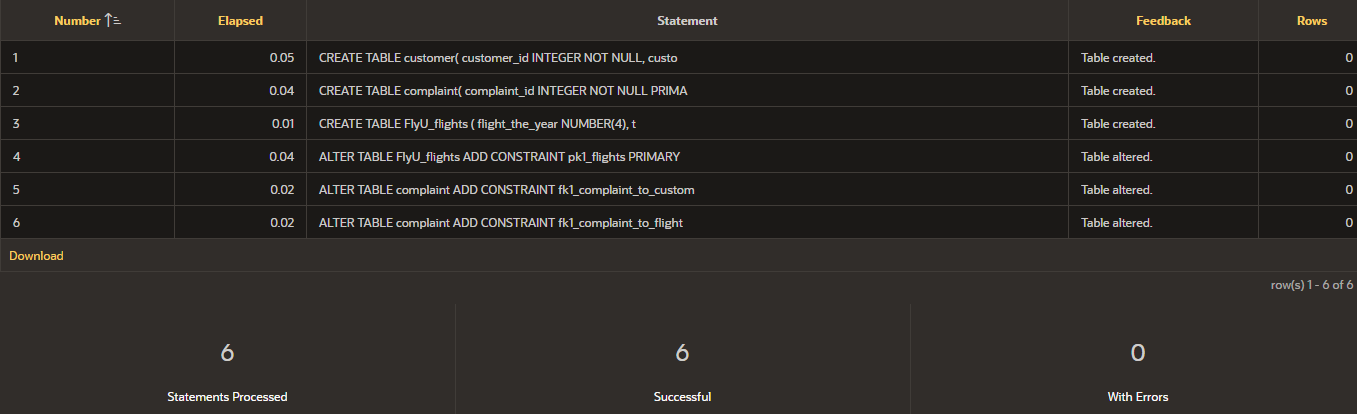 Number Elapsed Statement Feedback Rows
1 0.05 CREATE TABLE customer( customer_id INTEGER NOT NULL, custo Table created. 0
2 0.04 CREATE TABLE complaint( complaint_id INTEGER NOT NULL PRIMA Table created. 0
3 0.01 CREATE TABLE FlyU_flights ( flight_the_year NUMBER(4), t Table created. 0
4 0.04 ALTER TABLE FlyU_flights ADD CONSTRAINT pk1_flights PRIMARY Table altered. 0
5 0.02 ALTER TABLE complaint ADD CONSTRAINT fk1_complaint_to_custom Table altered. 0
6 0.02 ALTER TABLE complaint ADD CONSTRAINT fk1_complaint_to_flight Table altered. 0
Download
row(s) 1 - 6 of 6
6 6 0
Statements Processed Successful With Errors